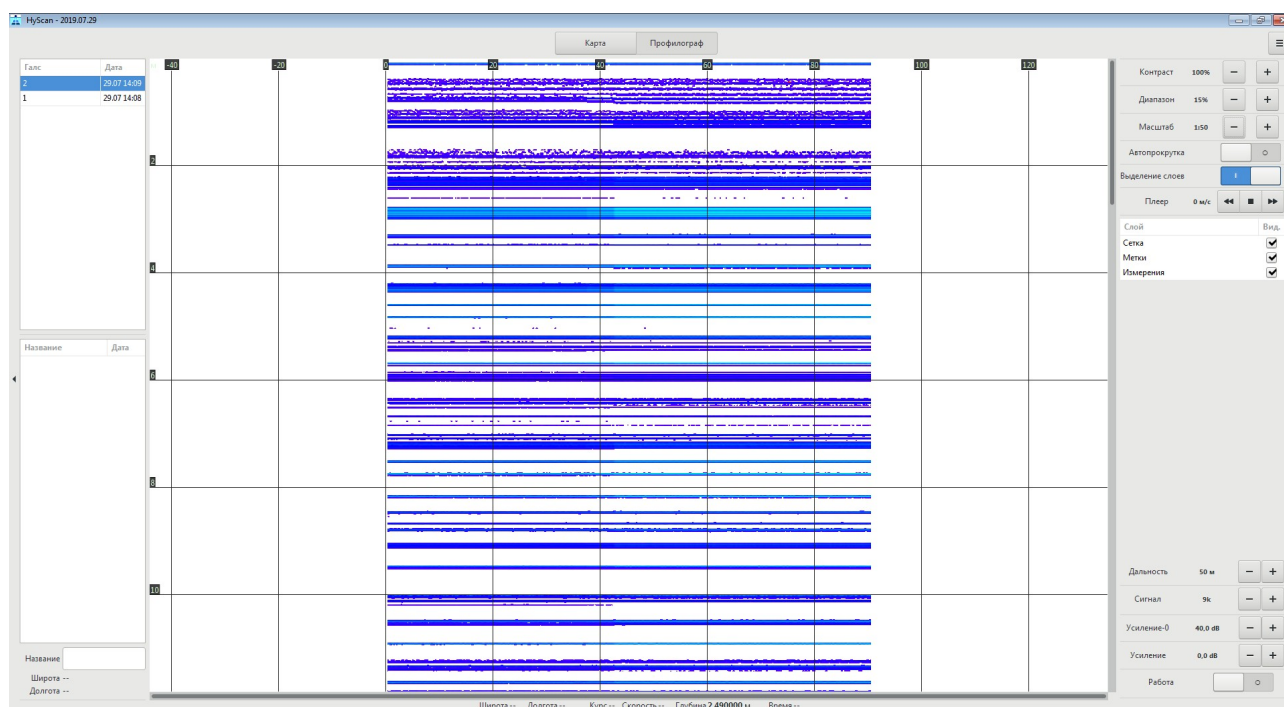 HyScan - 2019.07.29
Карта Профилограф
Галс Дата
2 29.07 14:09
1 29.07 14:08
Название Дата
Название
Широта --
Долгота --
-40 -20 0 20 40 60 80 100 120
2
4
6
8
10
Контраст 100% − +
Диапазон 15% − +
Масштаб 1:50 − +
Автопрокрутка
Выделение слоев
Плеер 0 м/с
Слой Вид.
Сетка
Метки
Измерения
Дальность 50 м − +
Сигнал 9k − +
Усиление-0 40,0 dB − +
Усиление 0,0 dB − +
Работа
Широта -- Долгота -- Курс -- Скорость -- Глубина 2.490000 м Время --